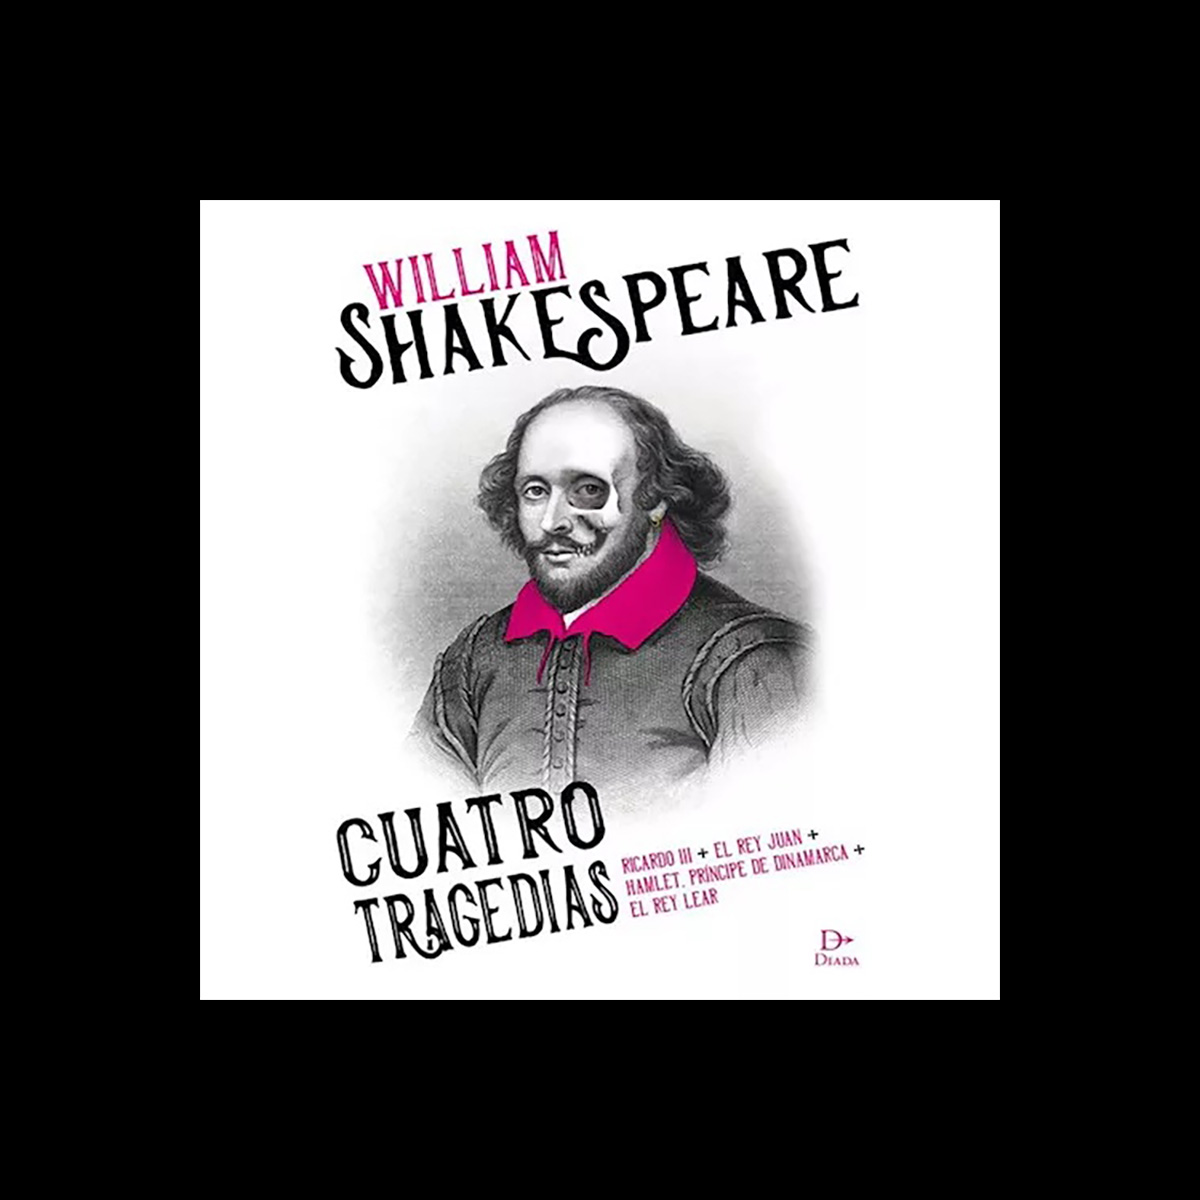 WILLIAM
SHAKESPEARE
CUATRO
TRAGEDIAS
RICARDO III + EL REY JUAN +
HAMLET, PRÍNCIPE DE DINAMARCA +
EL REY LEAR
D
DIADA